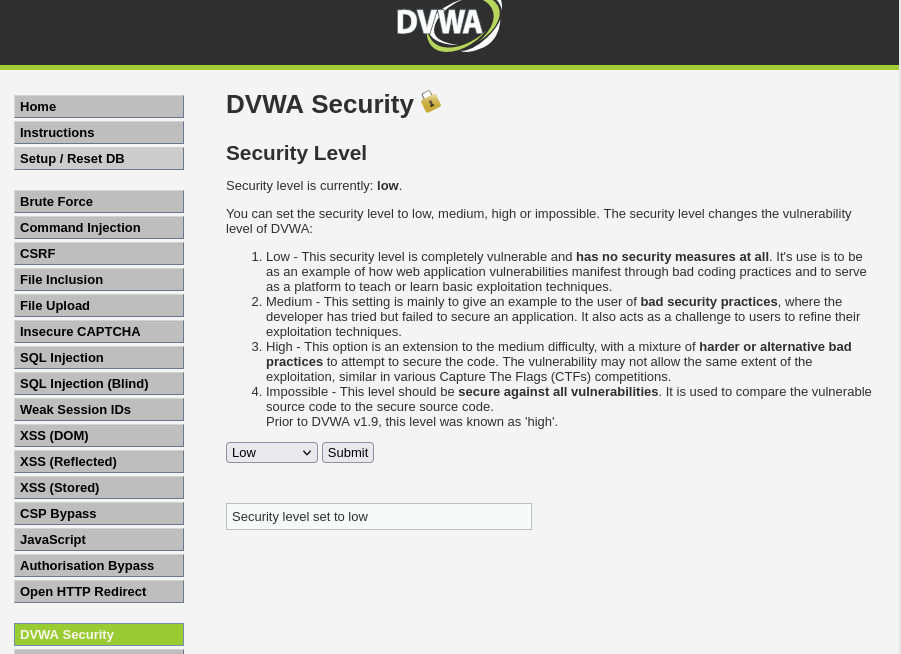 DVWA
Home
Instructions
Setup / Reset DB
Brute Force
Command Injection
CSRF
File Inclusion
File Upload
Insecure CAPTCHA
SQL Injection
SQL Injection (Blind)
Weak Session IDs
XSS (DOM)
XSS (Reflected)
XSS (Stored)
CSP Bypass
JavaScript
Authorisation Bypass
Open HTTP Redirect
DVWA Security
DVWA Security
Security Level
Security level is currently: low.
You can set the security level to low, medium, high or impossible. The security level changes the vulnerability
level of DVWA:
1. Low - This security level is completely vulnerable and has no security measures at all. It's use is to be
as an example of how web application vulnerabilities manifest through bad coding practices and to serve
as a platform to teach or learn basic exploitation techniques.
2. Medium - This setting is mainly to give an example to the user of bad security practices, where the
developer has tried but failed to secure an application. It also acts as a challenge to users to refine their
exploitation techniques.
3. High - This option is an extension to the medium difficulty, with a mixture of harder or alternative bad
practices to attempt to secure the code. The vulnerability may not allow the same extent of the
exploitation, similar in various Capture The Flags (CTFs) competitions.
4. Impossible - This level should be secure against all vulnerabilities. It is used to compare the vulnerable
source code to the secure source code.
Prior to DVWA v1.9, this level was known as 'high'.
Low Submit
Security level set to low